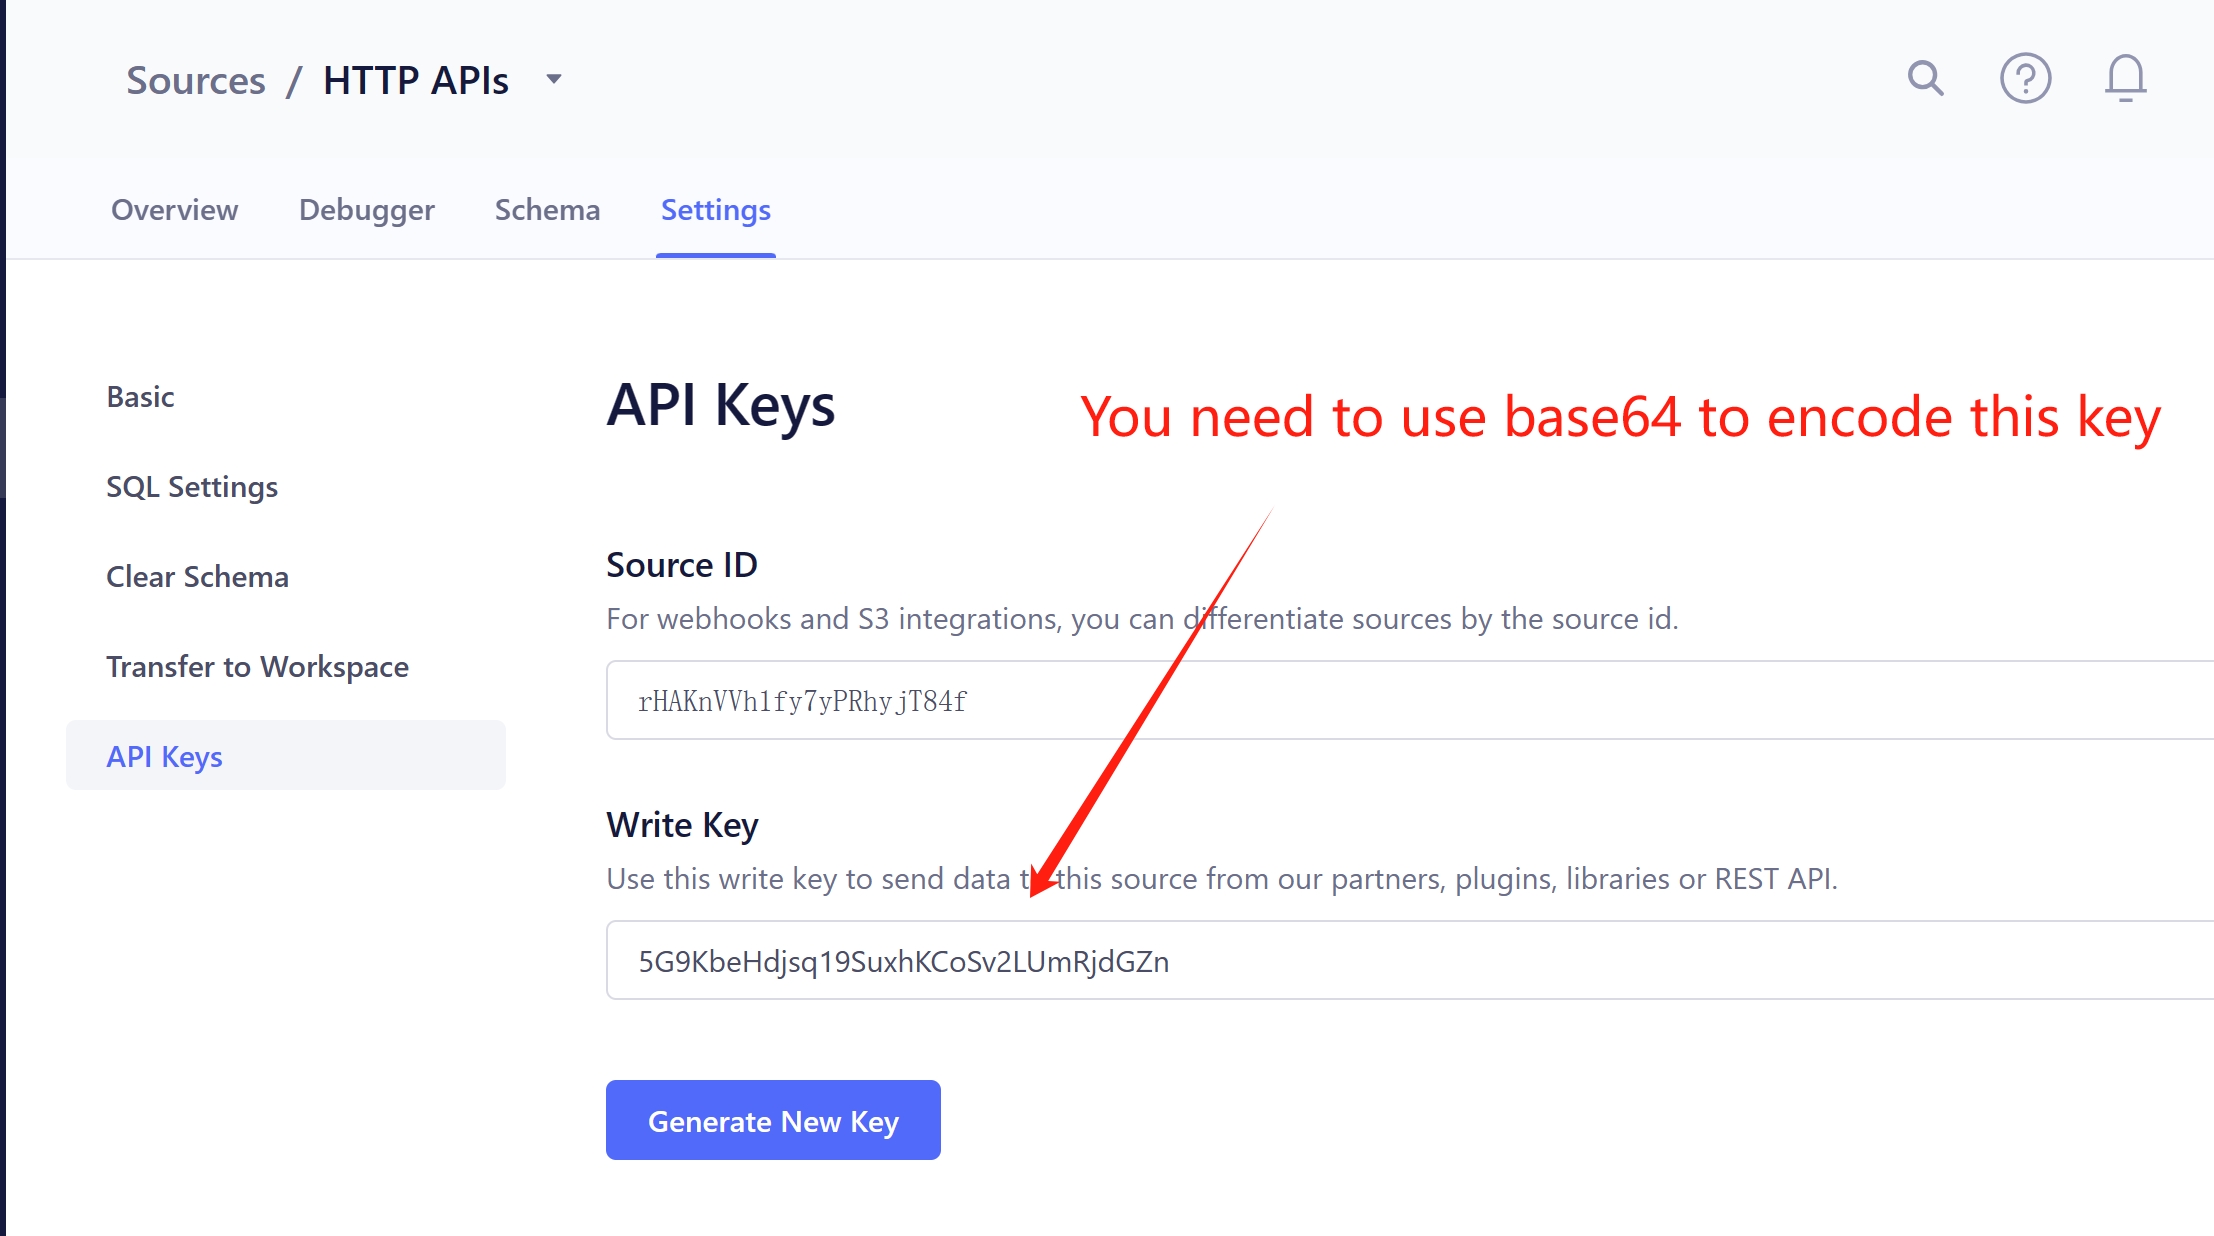 Sources / HTTP APIs
Overview Debugger Schema Settings
Basic
SQL Settings
Clear Schema
Transfer to Workspace
API Keys
API Keys
You need to use base64 to encode this key
Source ID
For webhooks and S3 integrations, you can differentiate sources by the source id.
rHAKnVVh1fy7yPRhyjT84f
Write Key
Use this write key to send data t this source from our partners, plugins, libraries or REST API.
5G9KbeHdjsq19SuxhKCoSv2LUmRjdGZn
Generate New Key